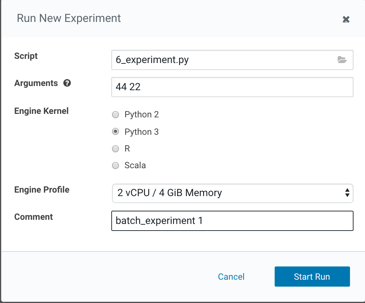 Run New Experiment ✖
Script 6_experiment.py
Arguments ? 44 22
Engine Kernel
Python 2
Python 3
R
Scala
Engine Profile 2 vCPU / 4 GiB Memory
Comment batch_experiment 1
Cancel Start Run